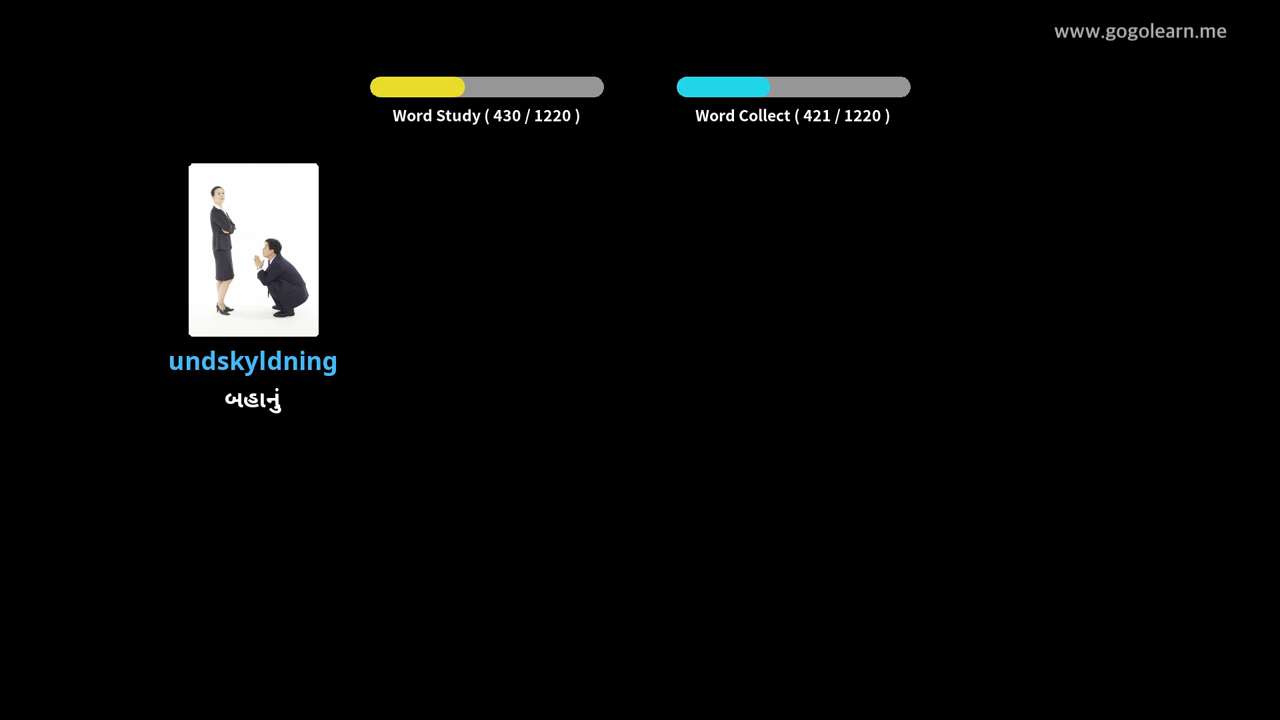 www.gogolearn.me
Word Study ( 430 / 1220 )
Word Collect ( 421 / 1220 )
undskyldning
બહાનું